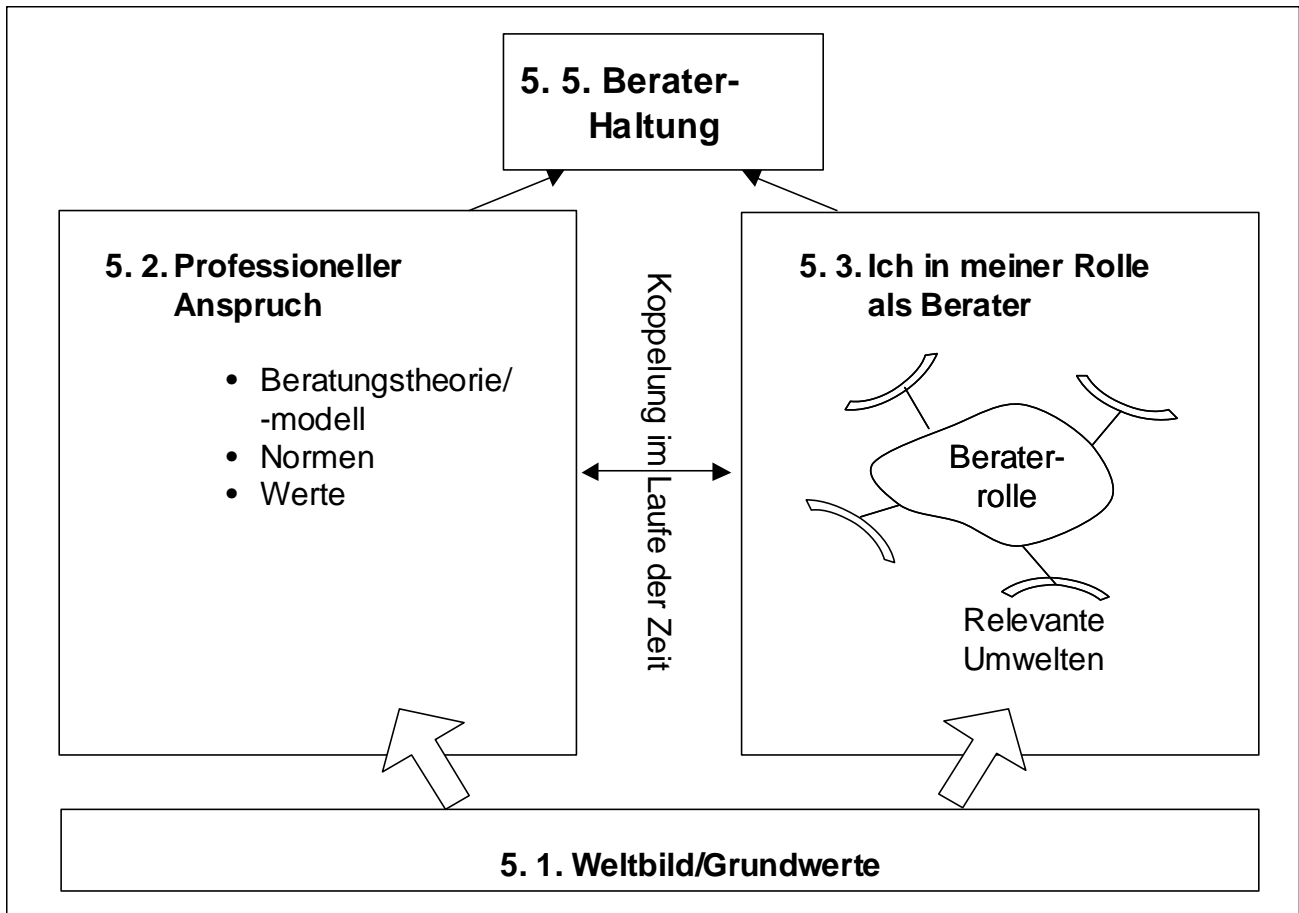 5. 5. Berater-
Haltung
5. 2. Professioneller
Anspruch
• Beratungstheorie/
-modell
• Normen
• Werte
Koppelung im Laufe der Zeit
5. 3. Ich in meiner Rolle
als Berater
Berater-
rolle
Relevante
Umwelten
5. 1. Weltbild/Grundwerte